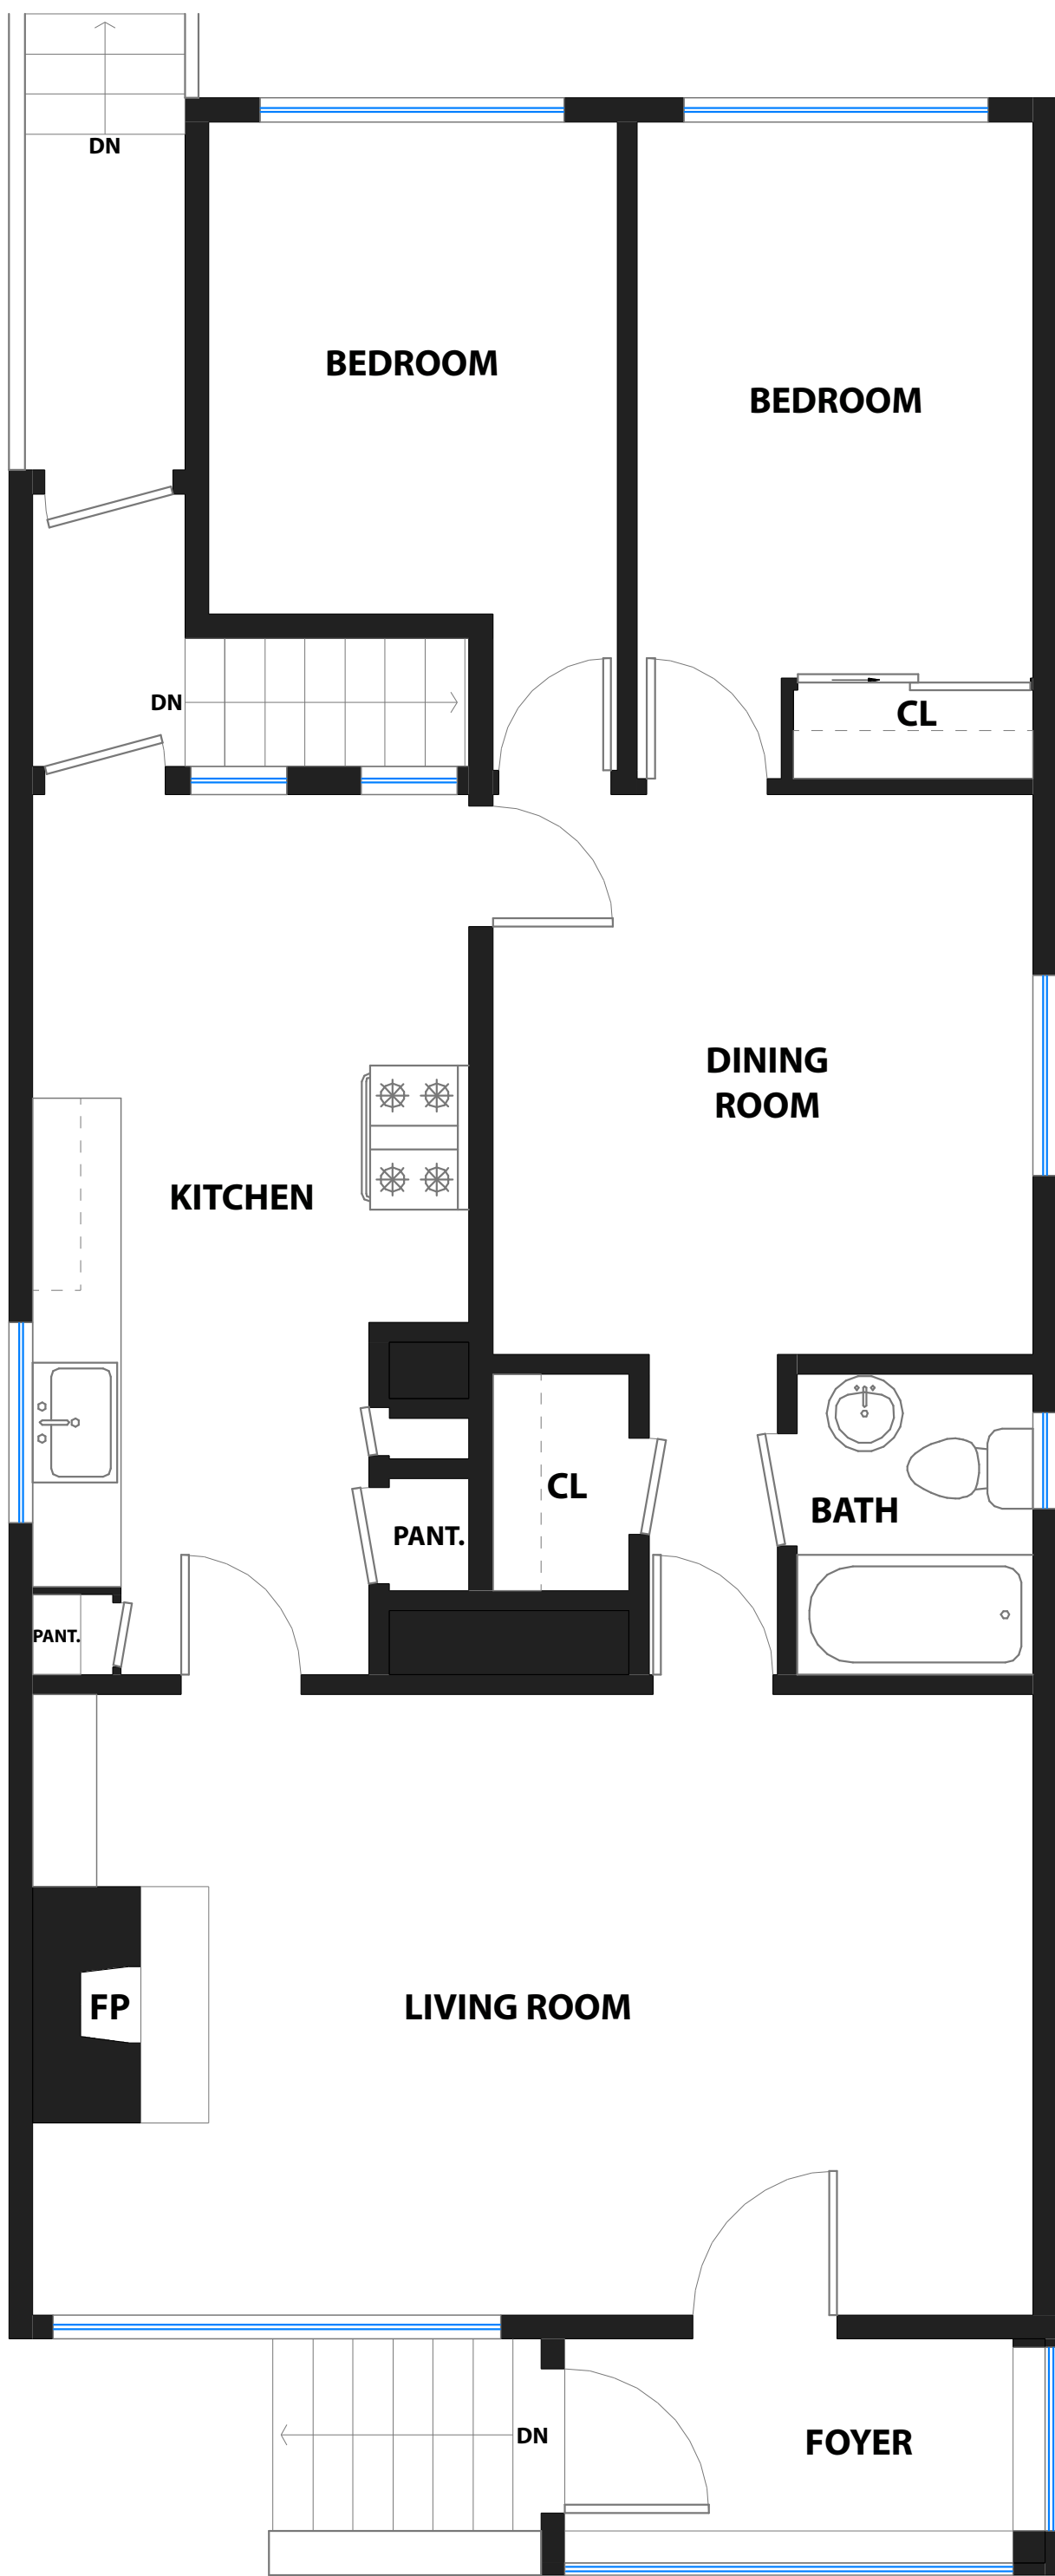 DN
BEDROOM
BEDROOM
DN
CL
DINING
ROOM
KITCHEN
CL
BATH
PANT.
PANT.
FP
LIVING ROOM
DN
FOYER